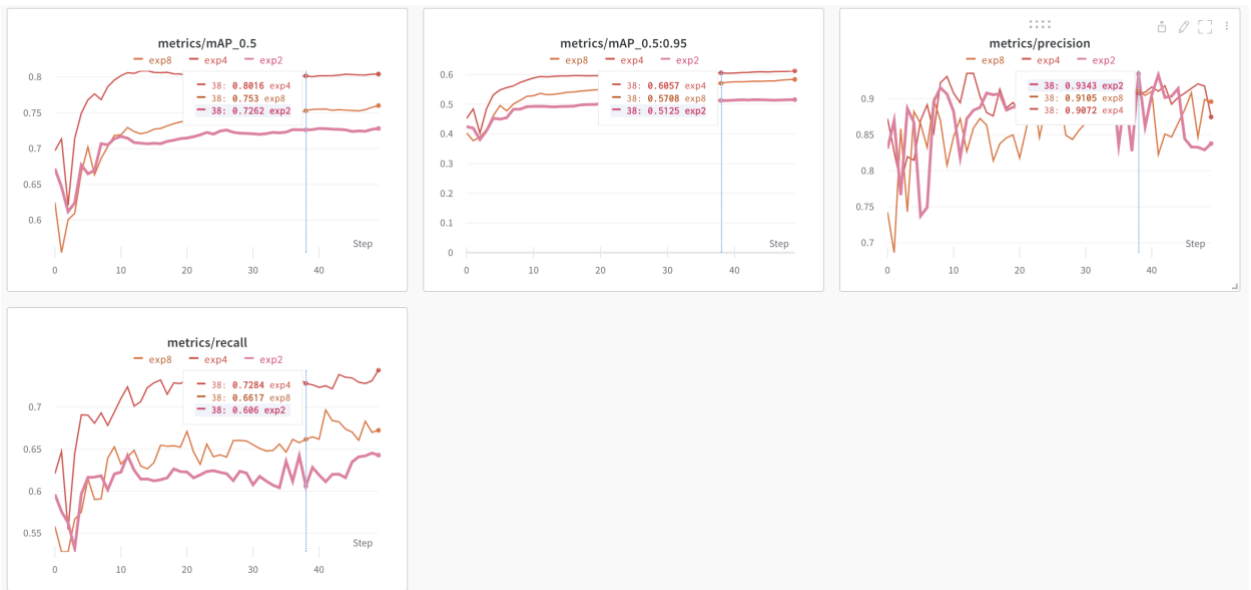 metrics/mAP_0.5
exp8 exp4 exp2
0.8
0.75
0.7
0.65
0.6
38: 0.8016 exp4
38: 0.753 exp8
38: 0.7262 exp2
Step
0 10 20 30 40
metrics/mAP_0.5:0.95
exp8 exp4 exp2
0.6
0.5
0.4
0.3
0.2
0.1
0
38: 0.6057 exp4
38: 0.5708 exp8
38: 0.5125 exp2
Step
0 10 20 30 40
metrics/precision
exp8 exp4 exp2
0.9
0.85
0.8
0.75
0.7
38: 0.9343 exp2
38: 0.9105 exp8
38: 0.9072 exp4
Step
0 10 20 30 40
metrics/recall
exp8 exp4 exp2
0.7
0.65
0.6
0.55
38: 0.7284 exp4
38: 0.6617 exp8
38: 0.606 exp2
Step
0 10 20 30 40